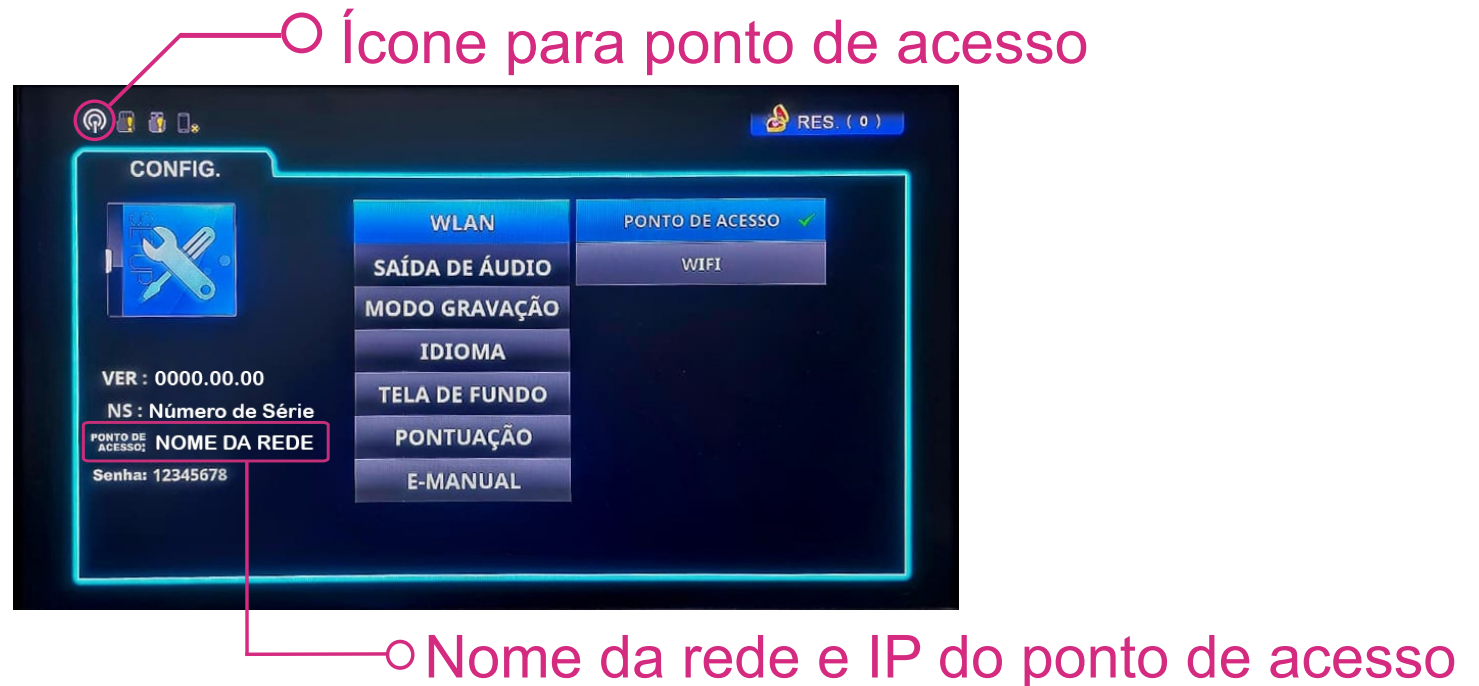 Ícone para ponto de acesso
RES. ( 0 )
CONFIG.
SETUP
WLAN
PONTO DE ACESSO
SAÍDA DE ÁUDIO
WIFI
MODO GRAVAÇÃO
IDIOMA
TELA DE FUNDO
PONTUAÇÃO
E-MANUAL
VER : 0000.00.00
NS : Número de Série
PONTO DE
ACESSO: NOME DA REDE
Senha: 12345678
Nome da rede e IP do ponto de acesso